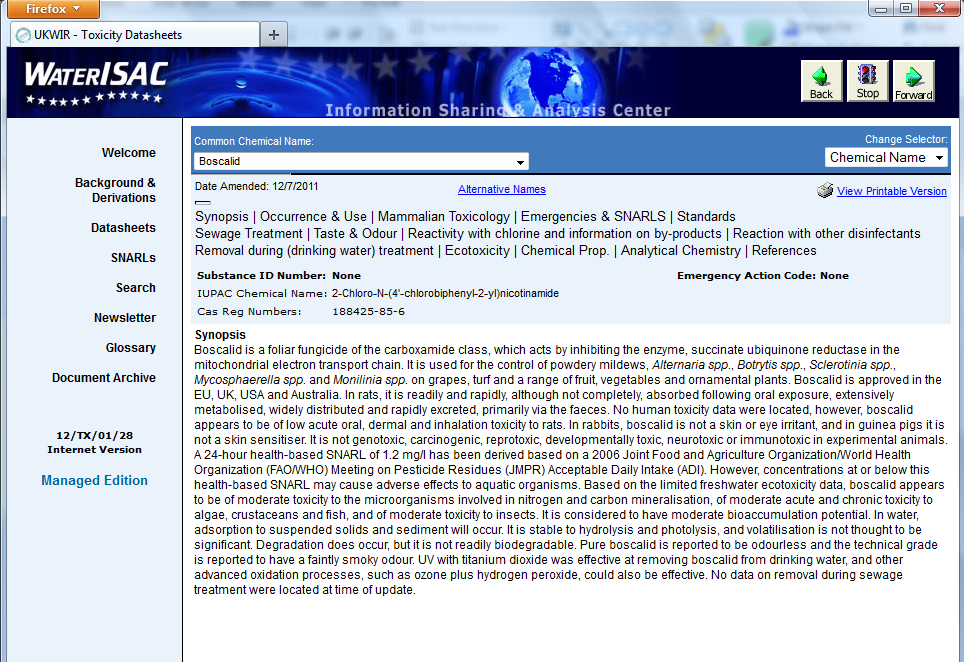 Firefox
UKWIR - Toxicity Datasheets
WATERISAC
Information Sharing & Analysis Center
Back
Stop
Forward
Welcome
Background &
Derivations
Datasheets
SNARLs
Search
Newsletter
Glossary
Document Archive
12/TX/01/28
Internet Version
Managed Edition
Common Chemical Name:
Change Selector:
Boscalid
Chemical Name
Date Amended: 12/7/2011
Alternative Names
View Printable Version
Synopsis | Occurrence & Use | Mammalian Toxicology | Emergencies & SNARLS | Standards
Sewage Treatment | Taste & Odour | Reactivity with chlorine and information on by-products | Reaction with other disinfectants
Removal during (drinking water) treatment | Ecotoxicity | Chemical Prop. | Analytical Chemistry | References
Substance ID Number: None
Emergency Action Code: None
IUPAC Chemical Name: 2-Chloro-N-(4'-chlorobiphenyl-2-yl)nicotinamide
Cas Reg Numbers: 188425-85-6
Synopsis
Boscalid is a foliar fungicide of the carboxamide class, which acts by inhibiting the enzyme, succinate ubiquinone reductase in the
mitochondrial electron transport chain. It is used for the control of powdery mildews, Alternaria spp., Botrytis spp., Sclerotinia spp.,
Mycosphaerella spp. and Monilinia spp. on grapes, turf and a range of fruit, vegetables and ornamental plants. Boscalid is approved in the
EU, UK, USA and Australia. In rats, it is readily and rapidly, although not completely, absorbed following oral exposure, extensively
metabolised, widely distributed and rapidly excreted, primarily via the faeces. No human toxicity data were located, however, boscalid
appears to be of low acute oral, dermal and inhalation toxicity to rats. In rabbits, boscalid is not a skin or eye irritant, and in guinea pigs it is
not a skin sensitiser. It is not genotoxic, carcinogenic, reprotoxic, developmentally toxic, neurotoxic or immunotoxic in experimental animals.
A 24-hour health-based SNARL of 1.2 mg/l has been derived based on a 2006 Joint Food and Agriculture Organization/World Health
Organization (FAO/WHO) Meeting on Pesticide Residues (JMPR) Acceptable Daily Intake (ADI). However, concentrations at or below this
health-based SNARL may cause adverse effects to aquatic organisms. Based on the limited freshwater ecotoxicity data, boscalid appears
to be of moderate toxicity to the microorganisms involved in nitrogen and carbon mineralisation, of moderate acute and chronic toxicity to
algae, crustaceans and fish, and of moderate toxicity to insects. It is considered to have moderate bioaccumulation potential. In water,
adsorption to suspended solids and sediment will occur. It is stable to hydrolysis and photolysis, and volatilisation is not thought to be
significant. Degradation does occur, but it is not readily biodegradable. Pure boscalid is reported to be odourless and the technical grade
is reported to have a faintly smoky odour. UV with titanium dioxide was effective at removing boscalid from drinking water, and other
advanced oxidation processes, such as ozone plus hydrogen peroxide, could also be effective. No data on removal during sewage
treatment were located at time of update.